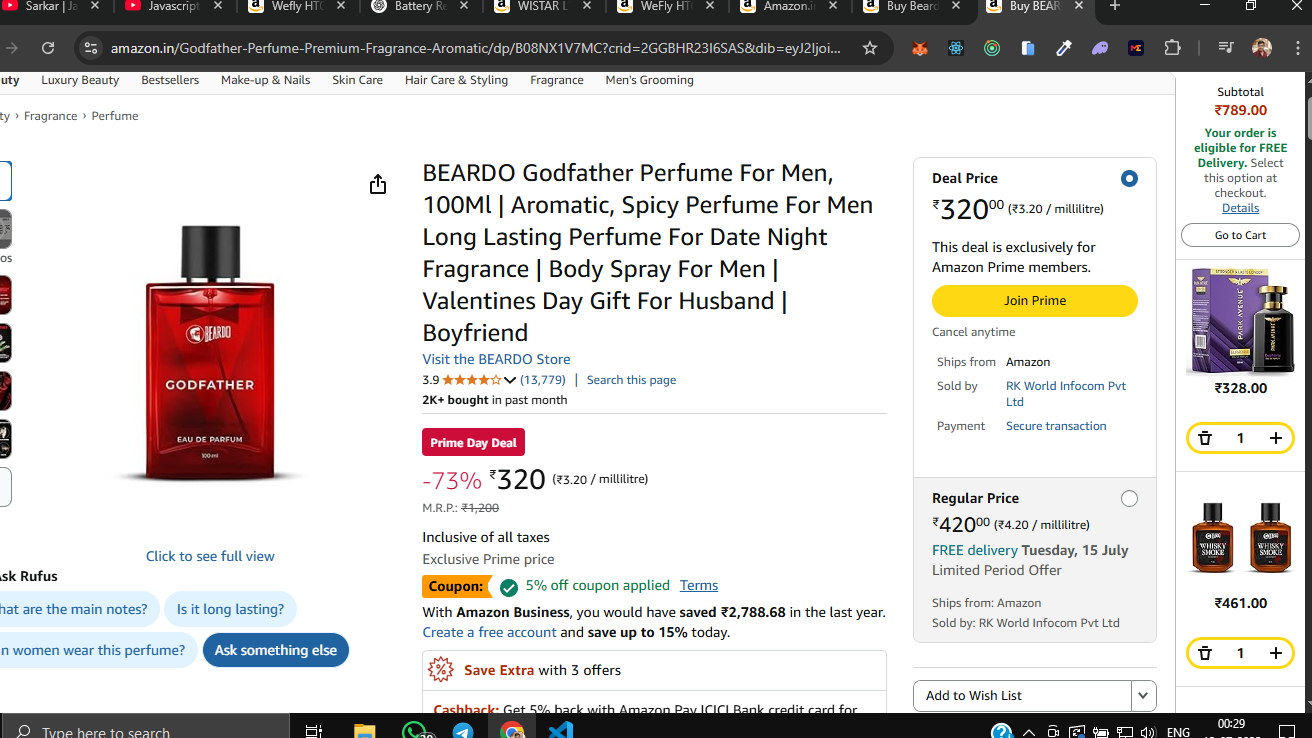 Sarkar | Ja
Javascript
Wefly HTC
Battery Re
WISTAR L
WeFly HT
Amazon.in
Buy Beard
Buy BEAR
amazon.in/Godfather-Perfume-Premium-Fragrance-Aromatic/dp/B08NX1V7MC?crid=2GGBHR23I6SAS&dib=eyJ2Ijoi...
uty Luxury Beauty Bestsellers Make-up & Nails Skin Care Hair Care & Styling Fragrance Men's Grooming
ty › Fragrance › Perfume
os
BEARDO
GODFATHER
EAU DE PARFUM
100ml
Click to see full view
Ask Rufus
hat are the main notes?
Is it long lasting?
n women wear this perfume?
Ask something else
BEARDO Godfather Perfume For Men,
100Ml | Aromatic, Spicy Perfume For Men
Long Lasting Perfume For Date Night
Fragrance | Body Spray For Men |
Valentines Day Gift For Husband |
Boyfriend
Visit the BEARDO Store
3.9 (13,779) | Search this page
2K+ bought in past month
Prime Day Deal
-73% ₹320 (₹3.20 / millilitre)
M.R.P.: ₹1,200
Inclusive of all taxes
Exclusive Prime price
Coupon: 5% off coupon applied Terms
With Amazon Business, you would have saved ₹2,788.68 in the last year.
Create a free account and save up to 15% today.
Save Extra with 3 offers
Cashback: Get 5% back with Amazon Pay ICICI Bank credit card for
Deal Price
₹320⁰⁰ (₹3.20 / millilitre)
This deal is exclusively for
Amazon Prime members.
Join Prime
Cancel anytime
Ships from Amazon
Sold by RK World Infocom Pvt
Ltd
Payment Secure transaction
Regular Price
₹420⁰⁰ (₹4.20 / millilitre)
FREE delivery Tuesday, 15 July
Limited Period Offer
Ships from: Amazon
Sold by: RK World Infocom Pvt Ltd
Add to Wish List
Subtotal
₹789.00
Your order is
eligible for FREE
Delivery. Select
this option at
checkout.
Details
Go to Cart
PARK AVENUE
PARK AVENUE
₹328.00
1
WHISKY
SMOKE
WHISKY
SMOKE
₹461.00
1
Type here to search
ENG
00:29